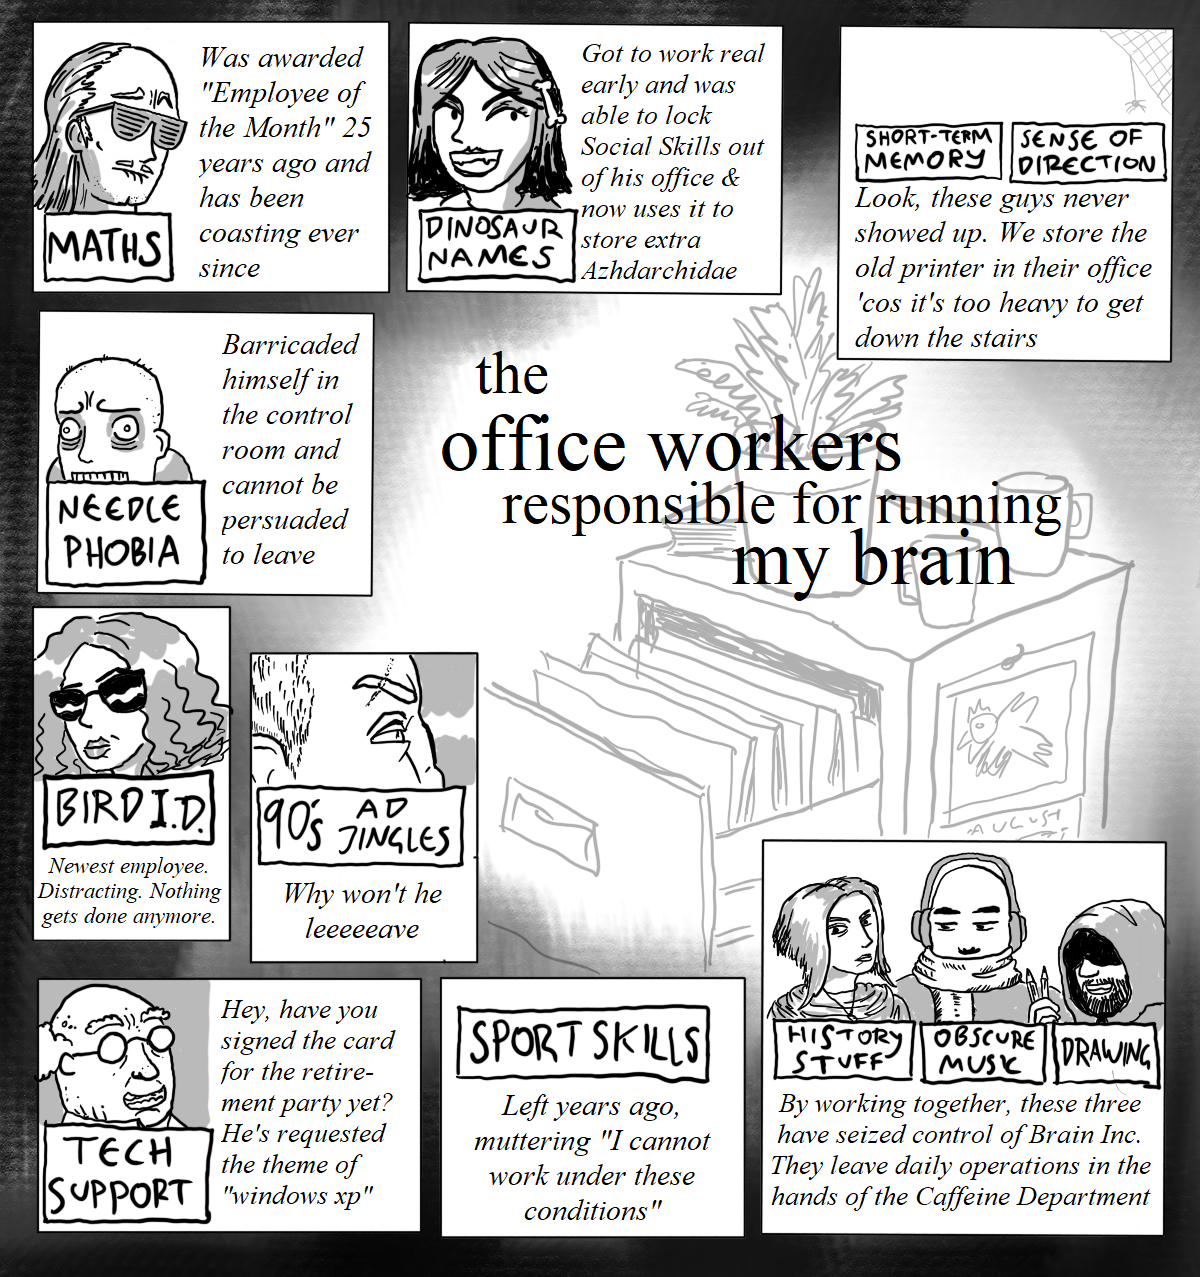 MATHS
Was awarded
"Employee of
the Month" 25
years ago and
has been
coasting ever
since
DINOSAUR
NAMES
Got to work real
early and was
able to lock
Social Skills out
of his office &
now uses it to
store extra
Azhdarchidae
SHORT-TERM
MEMORY
SENSE OF
DIRECTION
Look, these guys never
showed up. We store the
old printer in their office
'cos it's too heavy to get
down the stairs
NEEDLE
PHOBIA
Barricaded
himself in
the control
room and
cannot be
persuaded
to leave
the
office workers
responsible for running
my brain
BIRD I.D.
Newest employee.
Distracting. Nothing
gets done anymore.
90's AD
JINGLES
Why won't he
leeeeeave
AUGUST
HISTORY
STUFF
OBSCURE
MUSIC
DRAWING
By working together, these three
have seized control of Brain Inc.
They leave daily operations in the
hands of the Caffeine Department
TECH
SUPPORT
Hey, have you
signed the card
for the retire-
ment party yet?
He's requested
the theme of
"windows xp"
SPORT SKILLS
Left years ago,
muttering "I cannot
work under these
conditions"